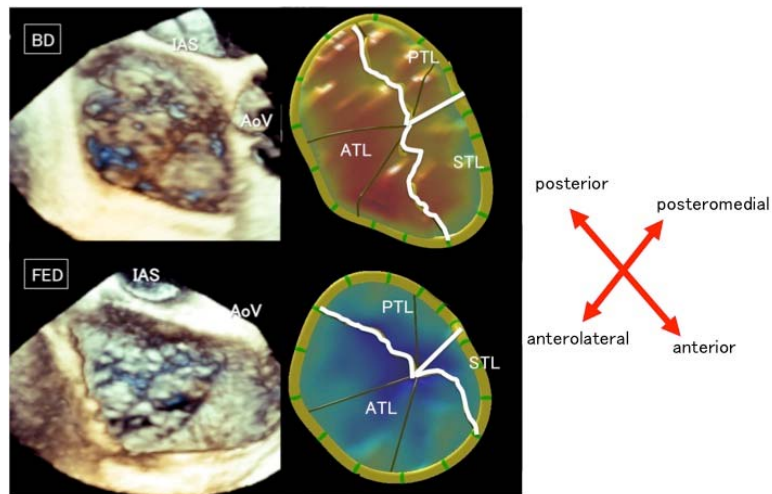 BD
IAS
AoV
PTL
ATL
STL
FED
IAS
AoV
PTL
STL
ATL
posterior
posteromedial
anterolateral
anterior